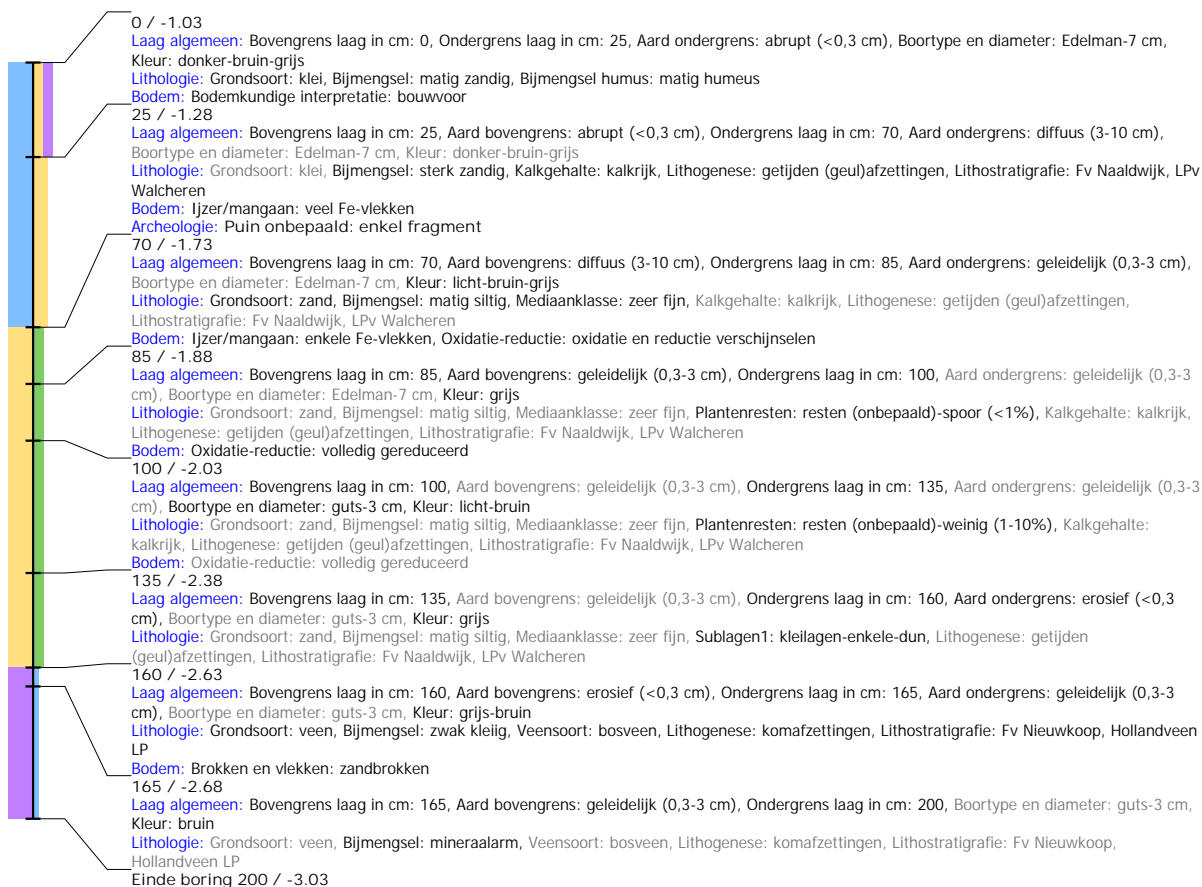 0 / -1.03
Laag algemeen: Bovengrens laag in cm: 0, Ondergrens laag in cm: 25, Aard ondergrens: abrupt (<0,3 cm), Boortype en diameter: Edelman-7 cm,
Kleur: donker-bruin-grijs
Lithologie: Grondsoort: klei, Bijmengsel: matig zandig, Bijmengsel humus: matig humeus
Bodem: Bodemkundige interpretatie: bouwvoor
25 / -1.28
Laag algemeen: Bovengrens laag in cm: 25, Aard bovengrens: abrupt (<0,3 cm), Ondergrens laag in cm: 70, Aard ondergrens: diffuus (3-10 cm),
Boortype en diameter: Edelman-7 cm, Kleur: donker-bruin-grijs
Lithologie: Grondsoort: klei, Bijmengsel: sterk zandig, Kalkgehalte: kalkrijk, Lithogenese: getijden (geul)afzettingen, Lithostratigrafie: Fv Naaldwijk, LPv
Walcheren
Bodem: Ijzer/mangaan: veel Fe-vlekken
Archeologie: Puin onbepaald: enkel fragment
70 / -1.73
Laag algemeen: Bovengrens laag in cm: 70, Aard bovengrens: diffuus (3-10 cm), Ondergrens laag in cm: 85, Aard ondergrens: geleidelijk (0,3-3 cm),
Boortype en diameter: Edelman-7 cm, Kleur: licht-bruin-grijs
Lithologie: Grondsoort: zand, Bijmengsel: matig siltig, Mediaanklasse: zeer fijn, Kalkgehalte: kalkrijk, Lithogenese: getijden (geul)afzettingen,
Lithostratigrafie: Fv Naaldwijk, LPv Walcheren
Bodem: Ijzer/mangaan: enkele Fe-vlekken, Oxidatie-reductie: oxidatie en reductie verschijnselen
85 / -1.88
Laag algemeen: Bovengrens laag in cm: 85, Aard bovengrens: geleidelijk (0,3-3 cm), Ondergrens laag in cm: 100, Aard ondergrens: geleidelijk (0,3-3
cm), Boortype en diameter: Edelman-7 cm, Kleur: grijs
Lithologie: Grondsoort: zand, Bijmengsel: matig siltig, Mediaanklasse: zeer fijn, Plantenresten: resten (onbepaald)-spoor (<1%), Kalkgehalte: kalkrijk,
Lithogenese: getijden (geul)afzettingen, Lithostratigrafie: Fv Naaldwijk, LPv Walcheren
Bodem: Oxidatie-reductie: volledig gereduceerd
100 / -2.03
Laag algemeen: Bovengrens laag in cm: 100, Aard bovengrens: geleidelijk (0,3-3 cm), Ondergrens laag in cm: 135, Aard ondergrens: geleidelijk (0,3-3
cm), Boortype en diameter: guts-3 cm, Kleur: licht-bruin
Lithologie: Grondsoort: zand, Bijmengsel: matig siltig, Mediaanklasse: zeer fijn, Plantenresten: resten (onbepaald)-weinig (1-10%), Kalkgehalte:
kalkrijk, Lithogenese: getijden (geul)afzettingen, Lithostratigrafie: Fv Naaldwijk, LPv Walcheren
Bodem: Oxidatie-reductie: volledig gereduceerd
135 / -2.38
Laag algemeen: Bovengrens laag in cm: 135, Aard bovengrens: geleidelijk (0,3-3 cm), Ondergrens laag in cm: 160, Aard ondergrens: erosief (<0,3
cm), Boortype en diameter: guts-3 cm, Kleur: grijs
Lithologie: Grondsoort: zand, Bijmengsel: matig siltig, Mediaanklasse: zeer fijn, Sublagen1: kleilagen-enkele-dun, Lithogenese: getijden
(geul)afzettingen, Lithostratigrafie: Fv Naaldwijk, LPv Walcheren
160 / -2.63
Laag algemeen: Bovengrens laag in cm: 160, Aard bovengrens: erosief (<0,3 cm), Ondergrens laag in cm: 165, Aard ondergrens: geleidelijk (0,3-3
cm), Boortype en diameter: guts-3 cm, Kleur: grijs-bruin
Lithologie: Grondsoort: veen, Bijmengsel: zwak kleiig, Veensoort: bosveen, Lithogenese: komafzettingen, Lithostratigrafie: Fv Nieuwkoop, Hollandveen
LP
Bodem: Brokken en vlekken: zandbrokken
165 / -2.68
Laag algemeen: Bovengrens laag in cm: 165, Aard bovengrens: geleidelijk (0,3-3 cm), Ondergrens laag in cm: 200, Boortype en diameter: guts-3 cm,
Kleur: bruin
Lithologie: Grondsoort: veen, Bijmengsel: mineraalarm, Veensoort: bosveen, Lithogenese: komafzettingen, Lithostratigrafie: Fv Nieuwkoop,
Hollandveen LP
Einde boring 200 / -3.03